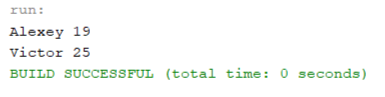 run:
Alexey 19
Victor 25
BUILD SUCCESSFUL (total time: 0 seconds)